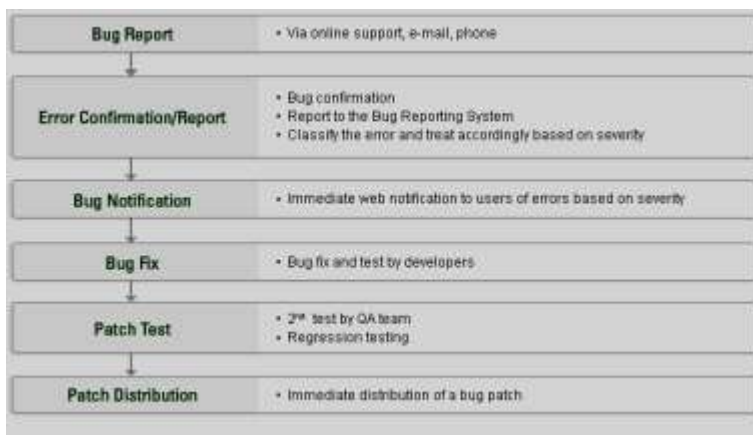 Bug Report
• Via online support, e-mail, phone
Error Confirmation/Report
• Bug confirmation
• Report to the Bug Reporting System
• Classify the error and treat accordingly based on severity
Bug Notification
• Immediate web notification to users of errors based on severity
Bug Fix
• Bug fix and test by developers
Patch Test
• 2nd test by QA team
• Regression testing
Patch Distribution
• Immediate distribution of a bug patch